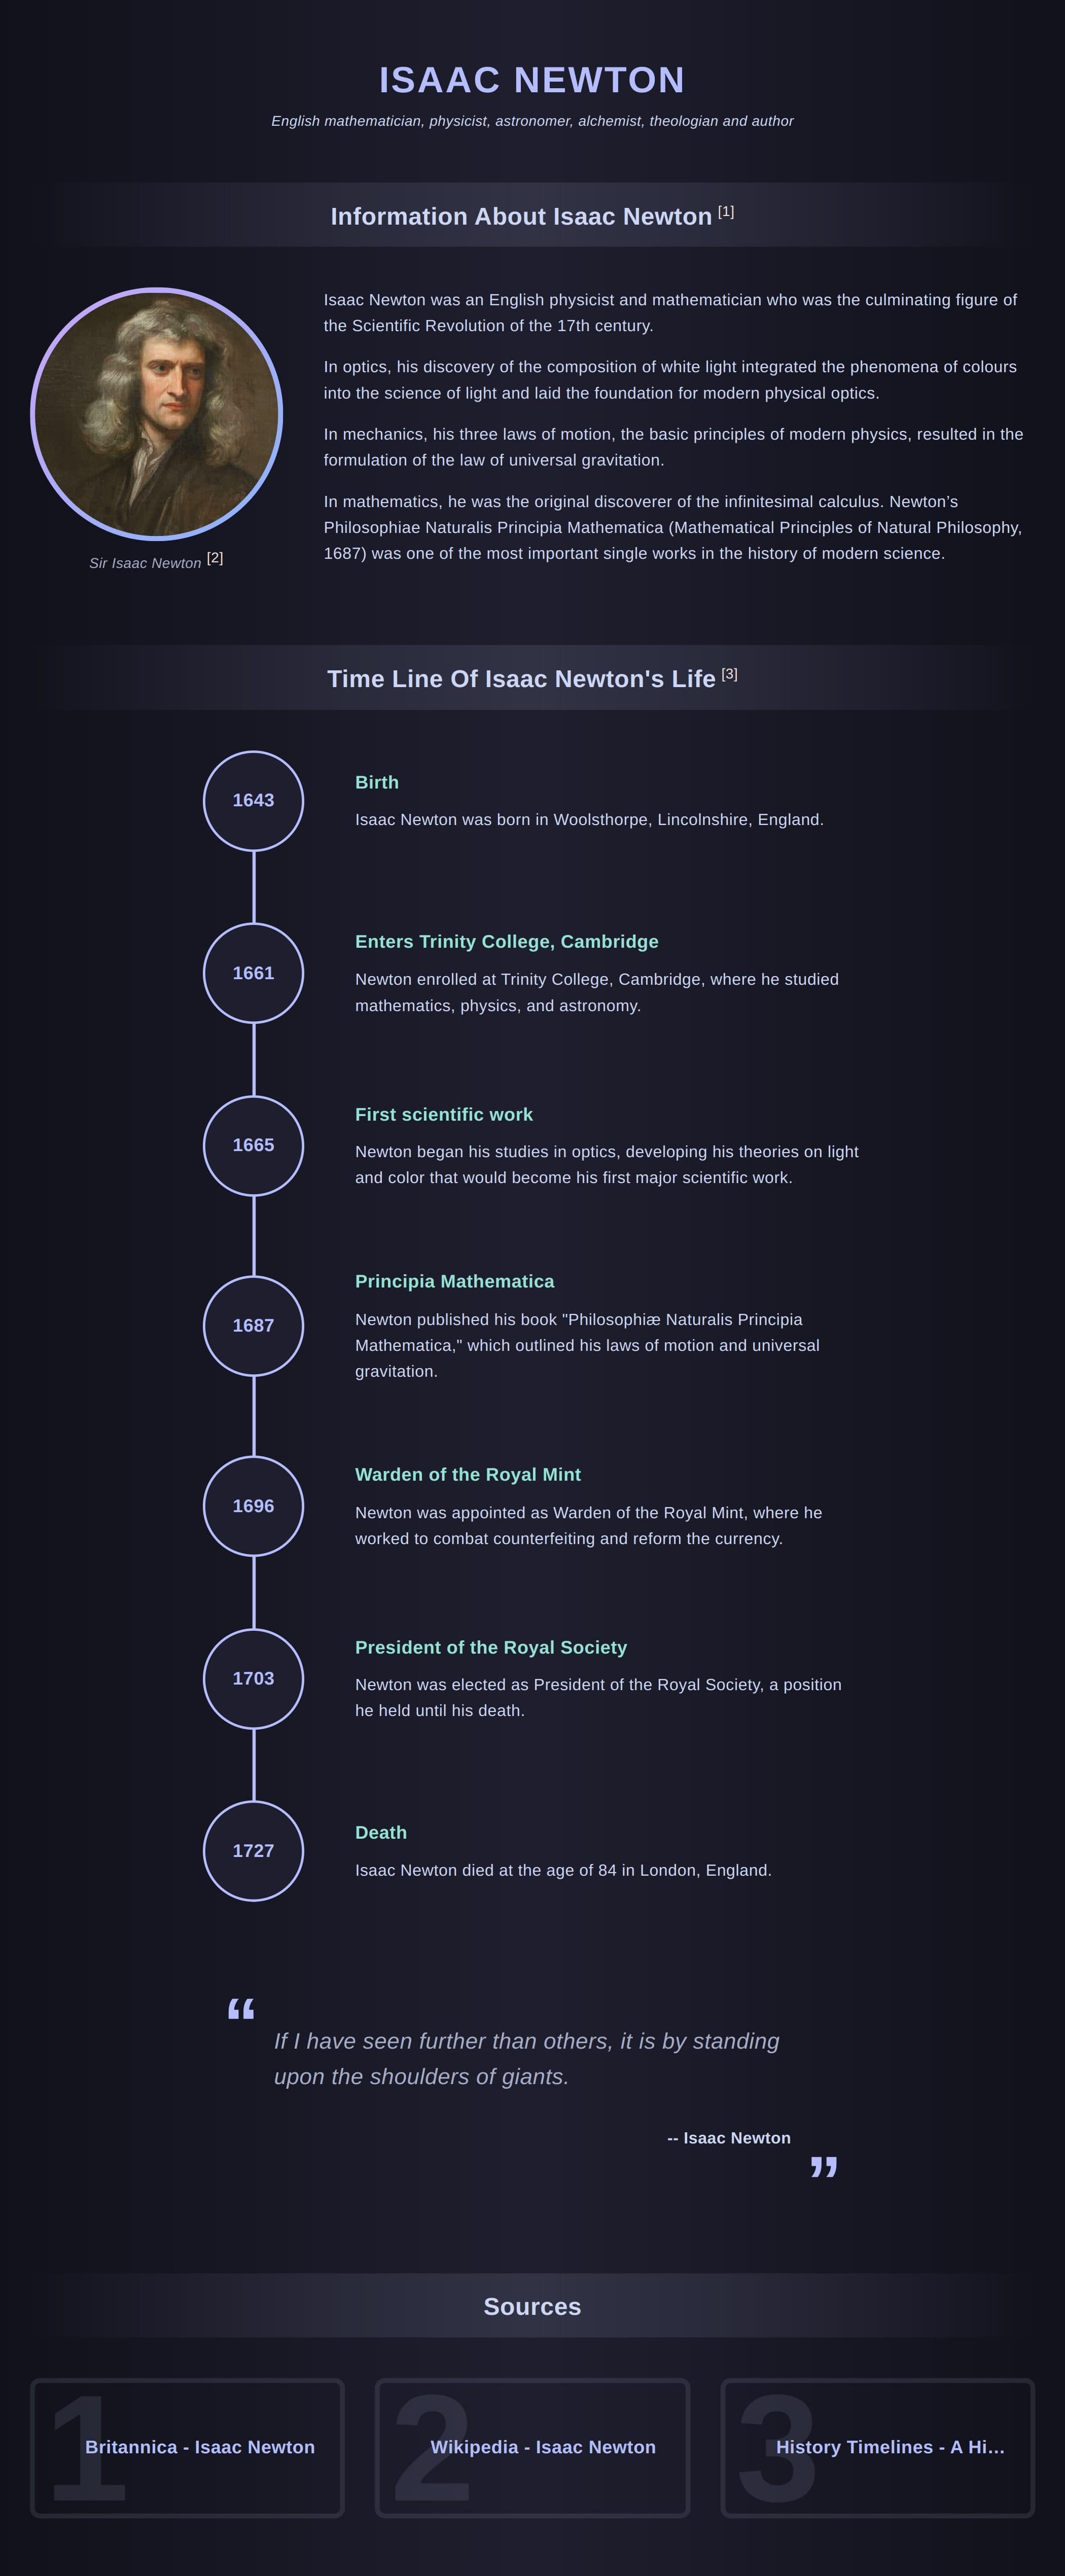 ISAAC NEWTON
English mathematician, physicist, astronomer, alchemist, theologian and author
Information About Isaac Newton [1]
Isaac Newton was an English physicist and mathematician who was the culminating figure of
the Scientific Revolution of the 17th century.
In optics, his discovery of the composition of white light integrated the phenomena of colours
into the science of light and laid the foundation for modern physical optics.
In mechanics, his three laws of motion, the basic principles of modern physics, resulted in the
formulation of the law of universal gravitation.
In mathematics, he was the original discoverer of the infinitesimal calculus. Newton’s
Philosophiae Naturalis Principia Mathematica (Mathematical Principles of Natural Philosophy,
1687) was one of the most important single works in the history of modern science.
Sir Isaac Newton [2]
Time Line Of Isaac Newton's Life [3]
1643
Birth
Isaac Newton was born in Woolsthorpe, Lincolnshire, England.
1661
Enters Trinity College, Cambridge
Newton enrolled at Trinity College, Cambridge, where he studied
mathematics, physics, and astronomy.
1665
First scientific work
Newton began his studies in optics, developing his theories on light
and color that would become his first major scientific work.
1687
Principia Mathematica
Newton published his book "Philosophiæ Naturalis Principia
Mathematica," which outlined his laws of motion and universal
gravitation.
1696
Warden of the Royal Mint
Newton was appointed as Warden of the Royal Mint, where he
worked to combat counterfeiting and reform the currency.
1703
President of the Royal Society
Newton was elected as President of the Royal Society, a position
he held until his death.
1727
Death
Isaac Newton died at the age of 84 in London, England.
“
If I have seen further than others, it is by standing
upon the shoulders of giants.
-- Isaac Newton
”
Sources
1
Britannica - Isaac Newton
2
Wikipedia - Isaac Newton
3
History Timelines - A Hi…